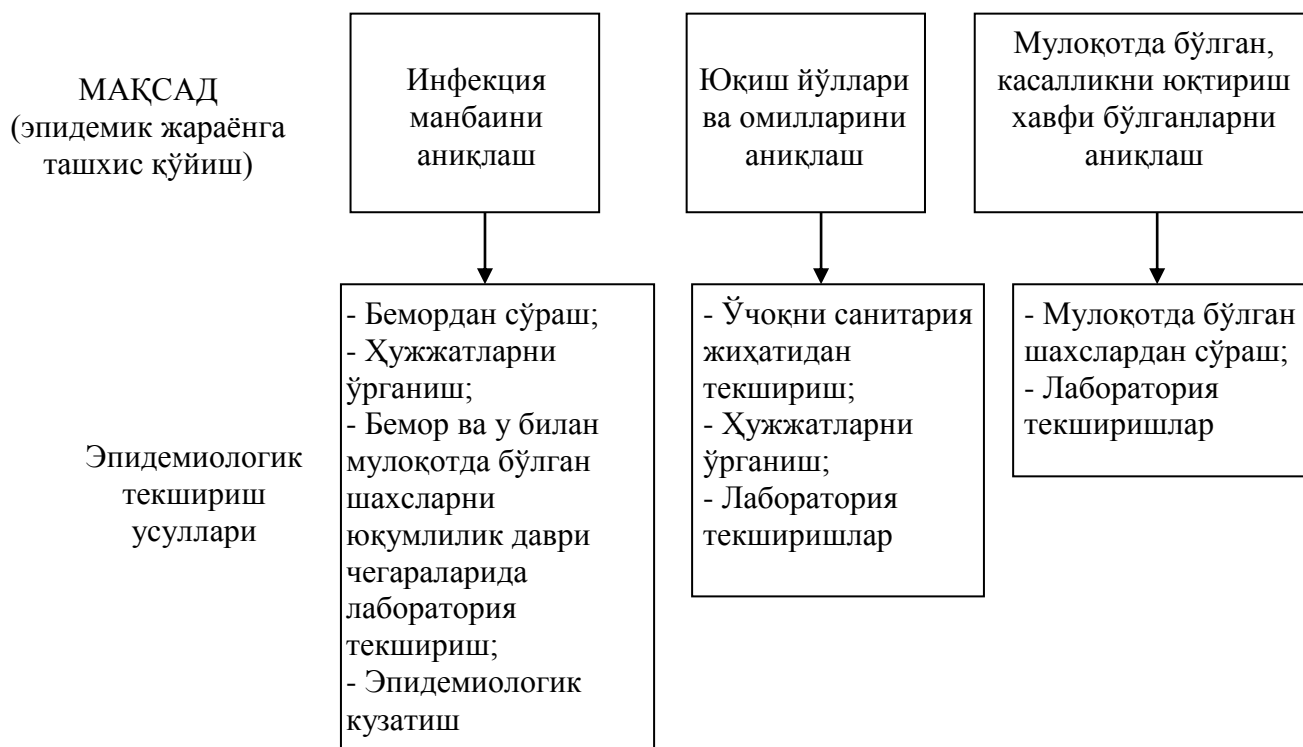 МАҚСАД
(эпидемик жараёнга
ташхис қўйиш)
Инфекция
манбаини
аниқлаш
Юқиш йўллари
ва омилларини
аниқлаш
Мулоқотда бўлган,
касалликни юқтириш
хавфи бўлганларни
аниқлаш
Эпидемиологик
текшириш
усуллари
- Бемордан сўраш;
- Ҳужжатларни
ўрганиш;
- Бемор ва у билан
мулоқотда бўлган
шахсларни
юқумлилик даври
чегараларида
лаборатория
текшириш;
- Эпидемиологик
кузатиш
- Ўчоқни санитария
жиҳатидан
текшириш;
- Ҳужжатларни
ўрганиш;
- Лаборатория
текширишлар
- Мулоқотда бўлган
шахслардан сўраш;
- Лаборатория
текширишлар